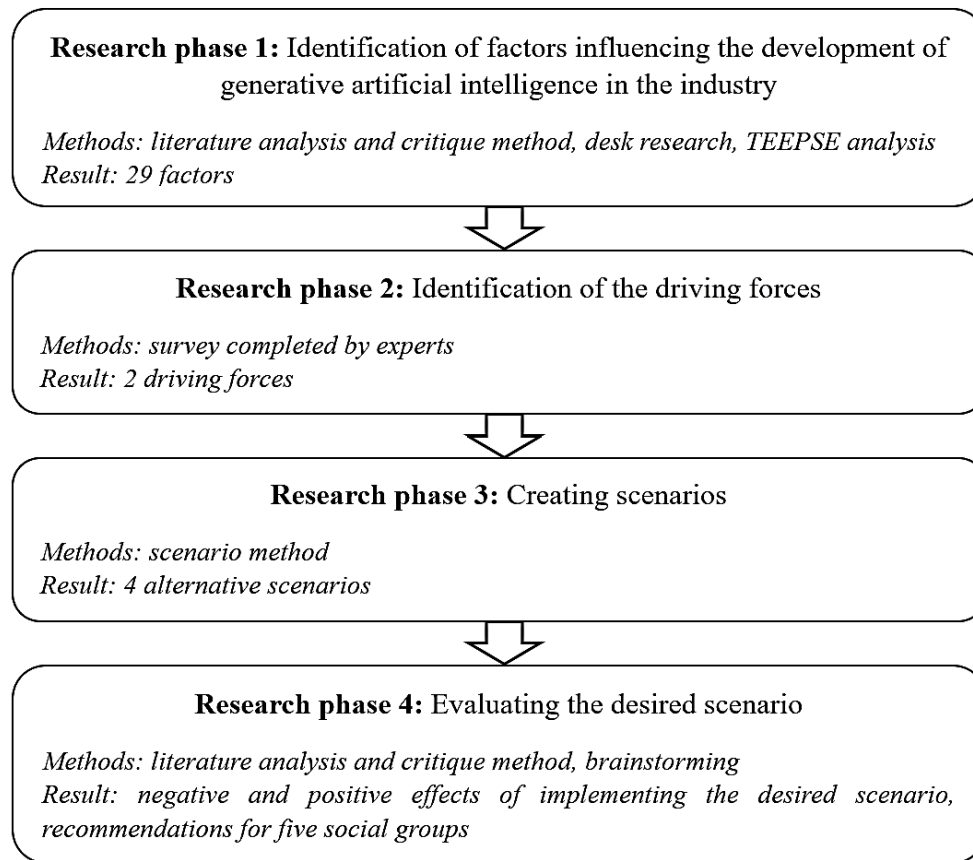 Research phase 1: Identification of factors influencing the development of
generative artificial intelligence in the industry
Methods: literature analysis and critique method, desk research, TEEPSE analysis
Result: 29 factors
Research phase 2: Identification of the driving forces
Methods: survey completed by experts
Result: 2 driving forces
Research phase 3: Creating scenarios
Methods: scenario method
Result: 4 alternative scenarios
Research phase 4: Evaluating the desired scenario
Methods: literature analysis and critique method, brainstorming
Result: negative and positive effects of implementing the desired scenario,
recommendations for five social groups